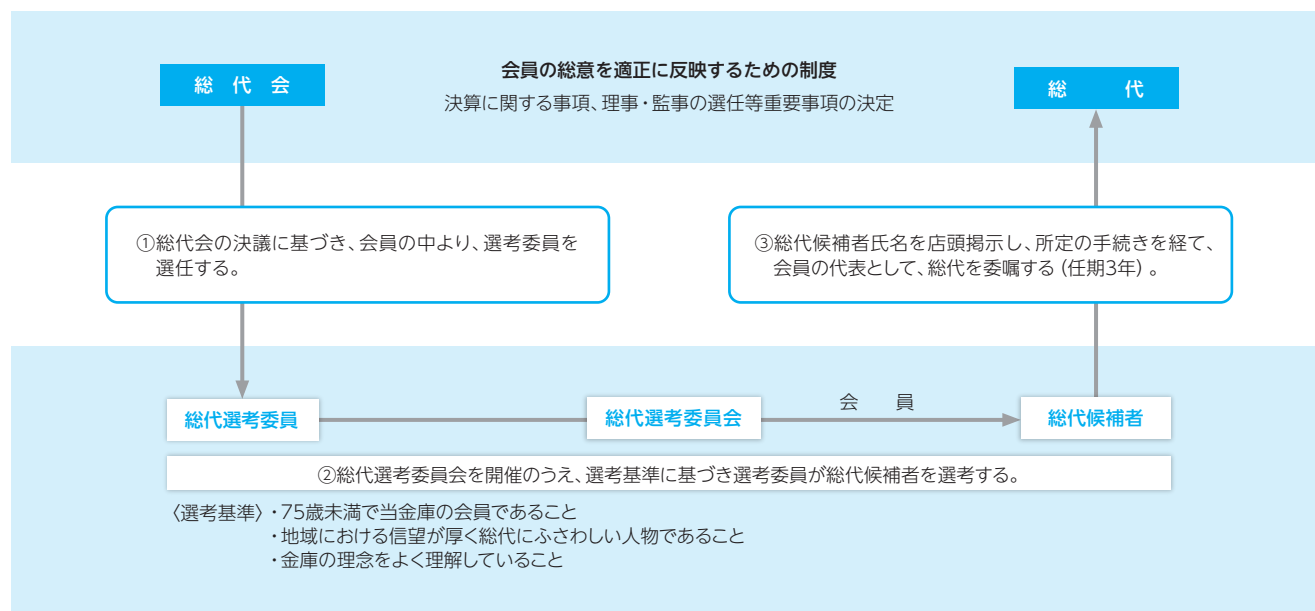 総代会
会員の総意を適正に反映するための制度
決算に関する事項、理事・監事の選任等重要事項の決定
総代
①総代会の決議に基づき、会員の中より、選考委員を
選任する。
③総代候補者氏名を店頭掲示し、所定の手続きを経て、
会員の代表として、総代を委嘱する（任期3年）。
総代選考委員
総代選考委員会
会員
総代候補者
②総代選考委員会を開催のうえ、選考基準に基づき選考委員が総代候補者を選考する。
〈選考基準〉・75歳未満で当金庫の会員であること
・地域における信望が厚く総代にふさわしい人物であること
・金庫の理念をよく理解していること